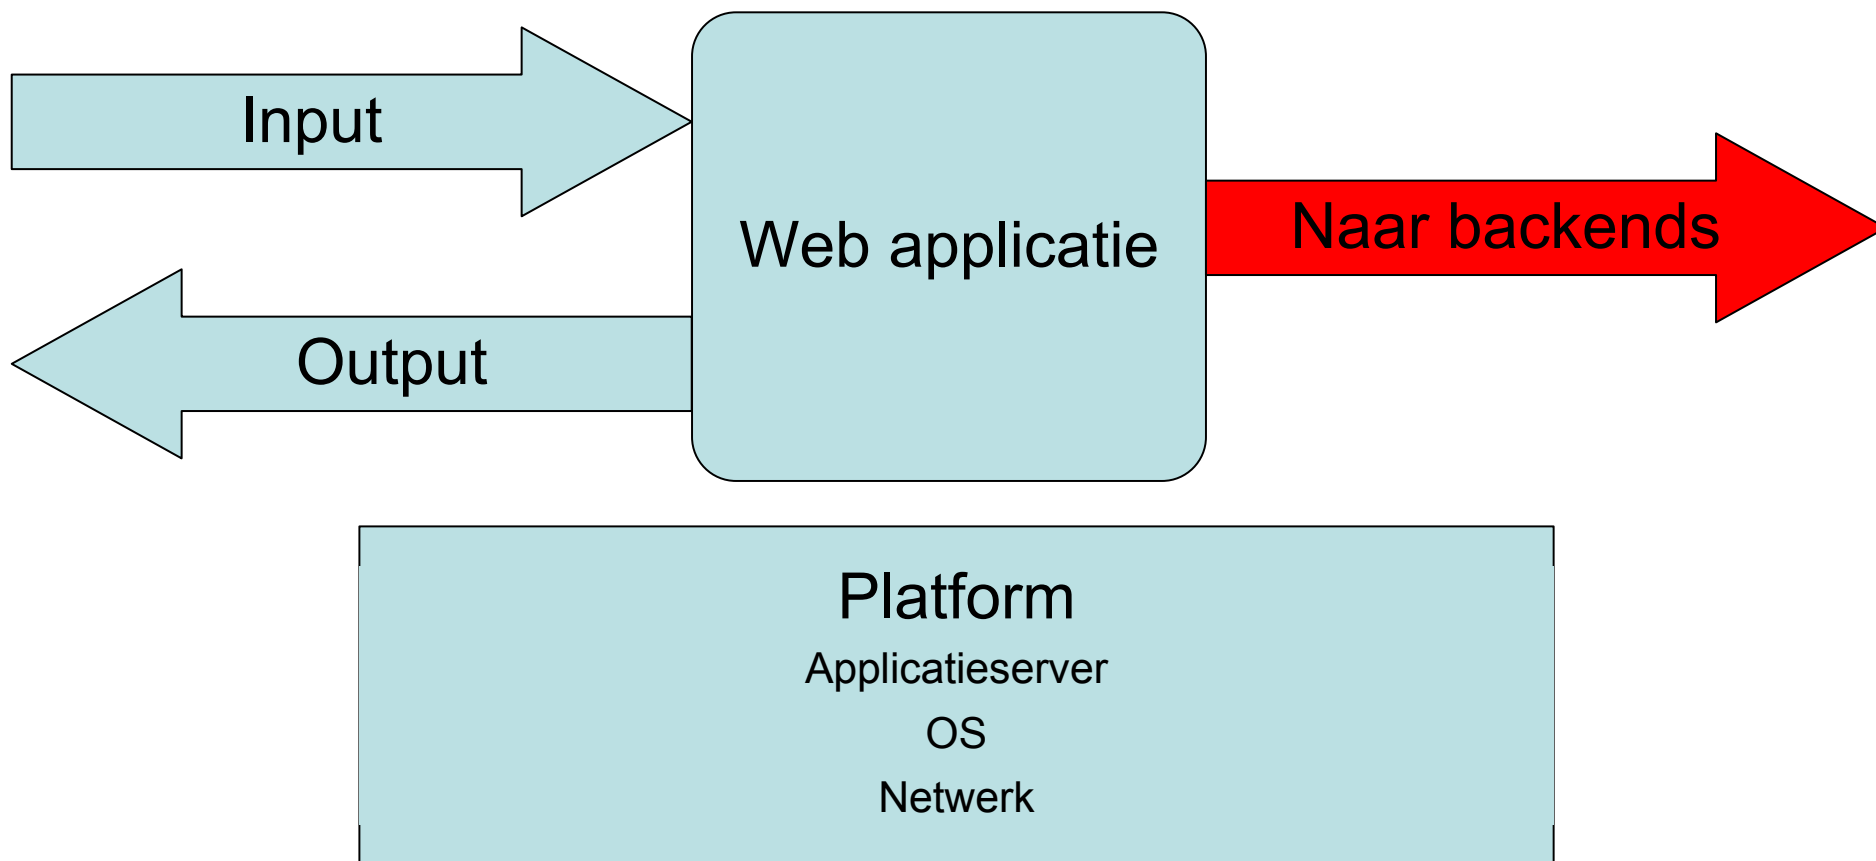 Input
Web applicatie
Naar backends
Output
Platform
Applicatieserver
OS
Netwerk